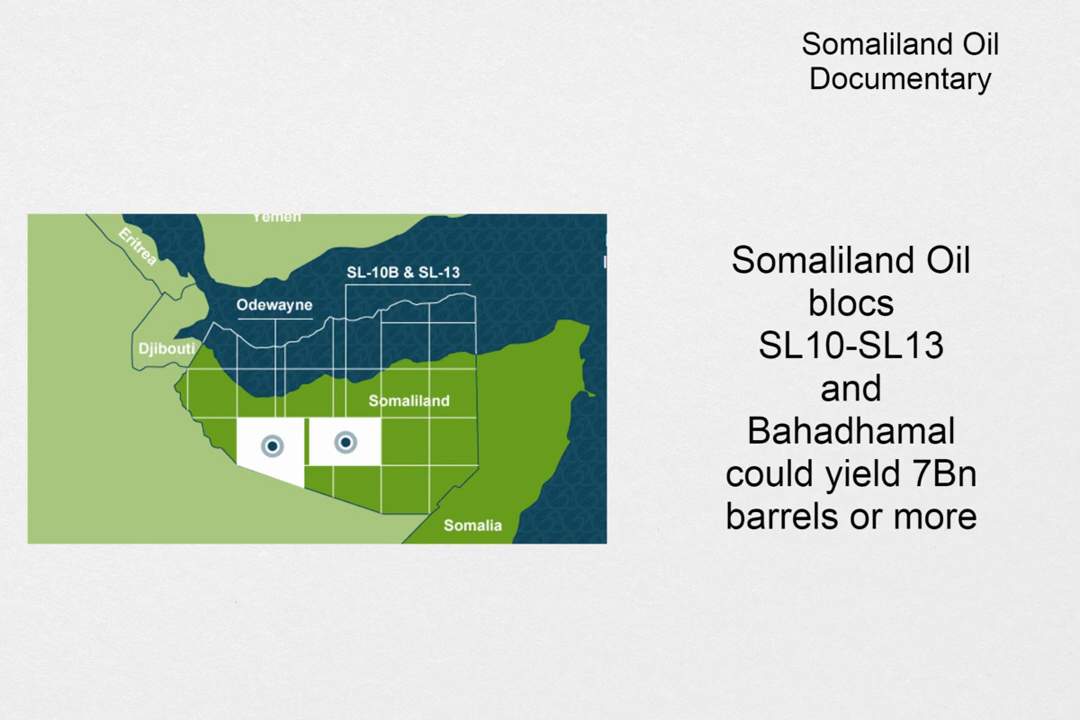 Somaliland Oil
Documentary
Yemen
Eritrea
SL-10B & SL-13
Odewayne
Djibouti
Somaliland
Somalia
Somaliland Oil
blocs
SL10-SL13
and
Bahadhamal
could yield 7Bn
barrels or more